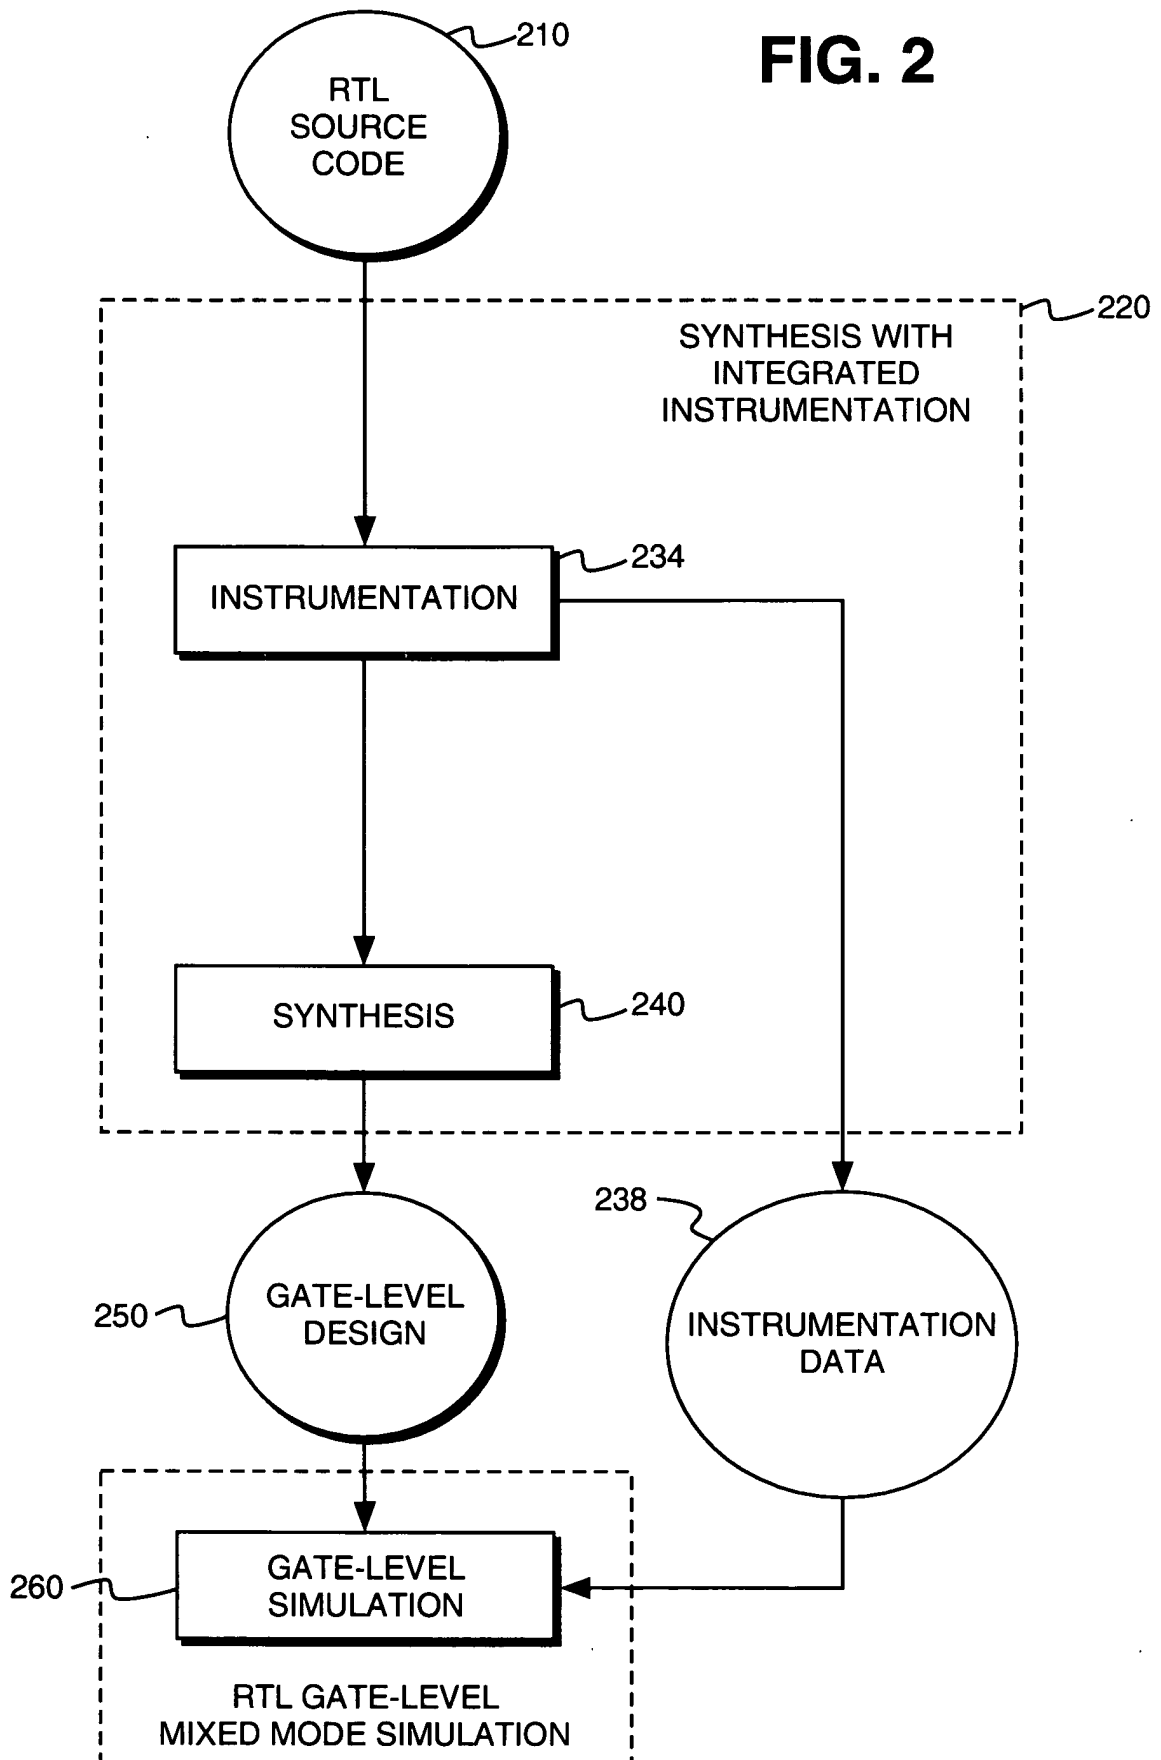 210
FIG. 2
RTL
SOURCE
CODE
220
SYNTHESIS WITH
INTEGRATED
INSTRUMENTATION
234
INSTRUMENTATION
240
SYNTHESIS
238
250
GATE-LEVEL
DESIGN
INSTRUMENTATION
DATA
260
GATE-LEVEL
SIMULATION
RTL GATE-LEVEL
MIXED MODE SIMULATION